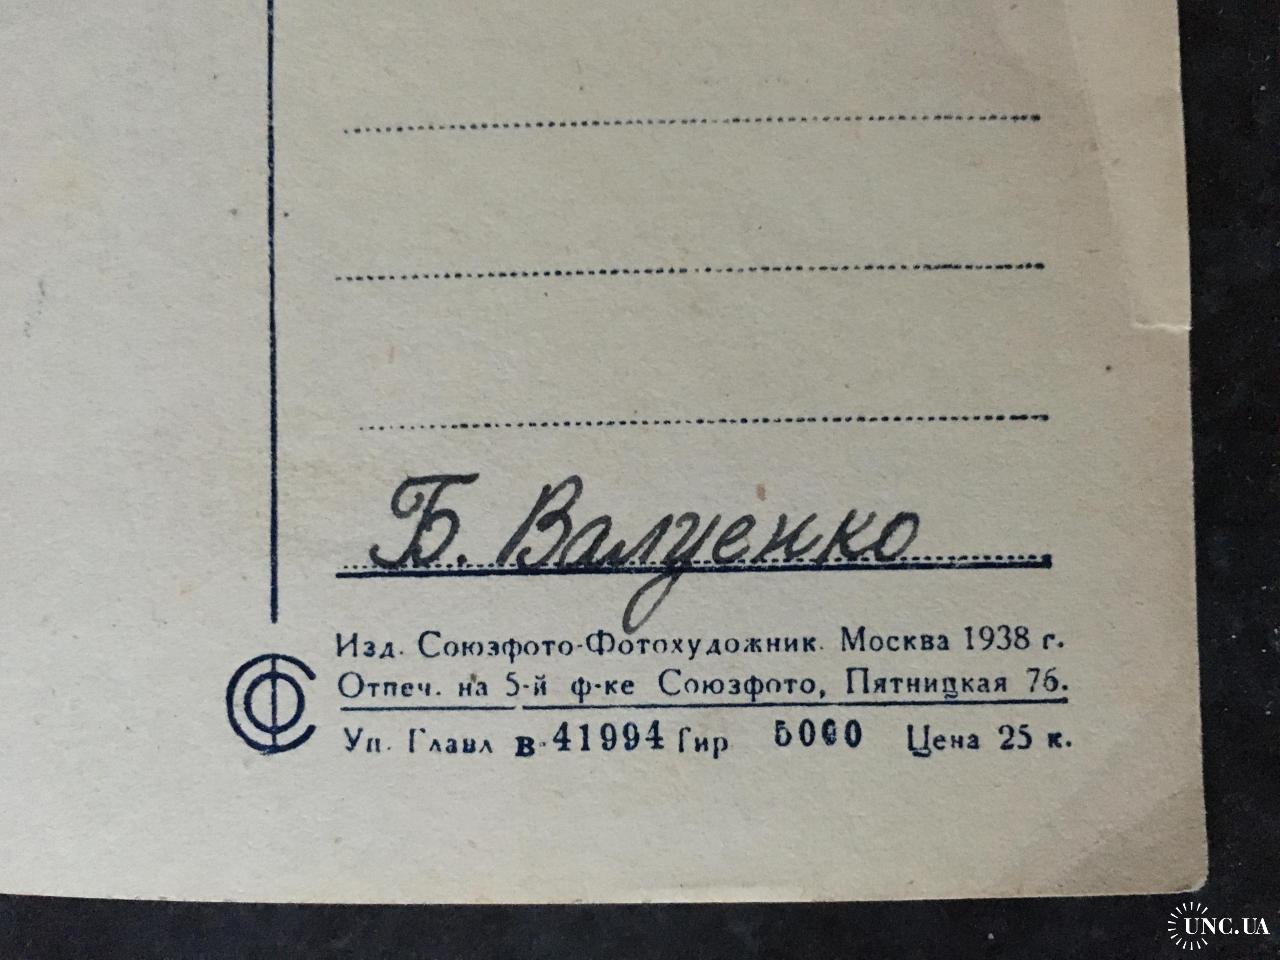 Б. Валуенко
Изд. Союзфото-Фотохудожник. Москва 1938 г.
Отпеч. на 5-й ф-ке Союзфото, Пятницкая 76.
Уп. Главл в-41994 Тир 5000 Цена 25 к.
UNC.UA